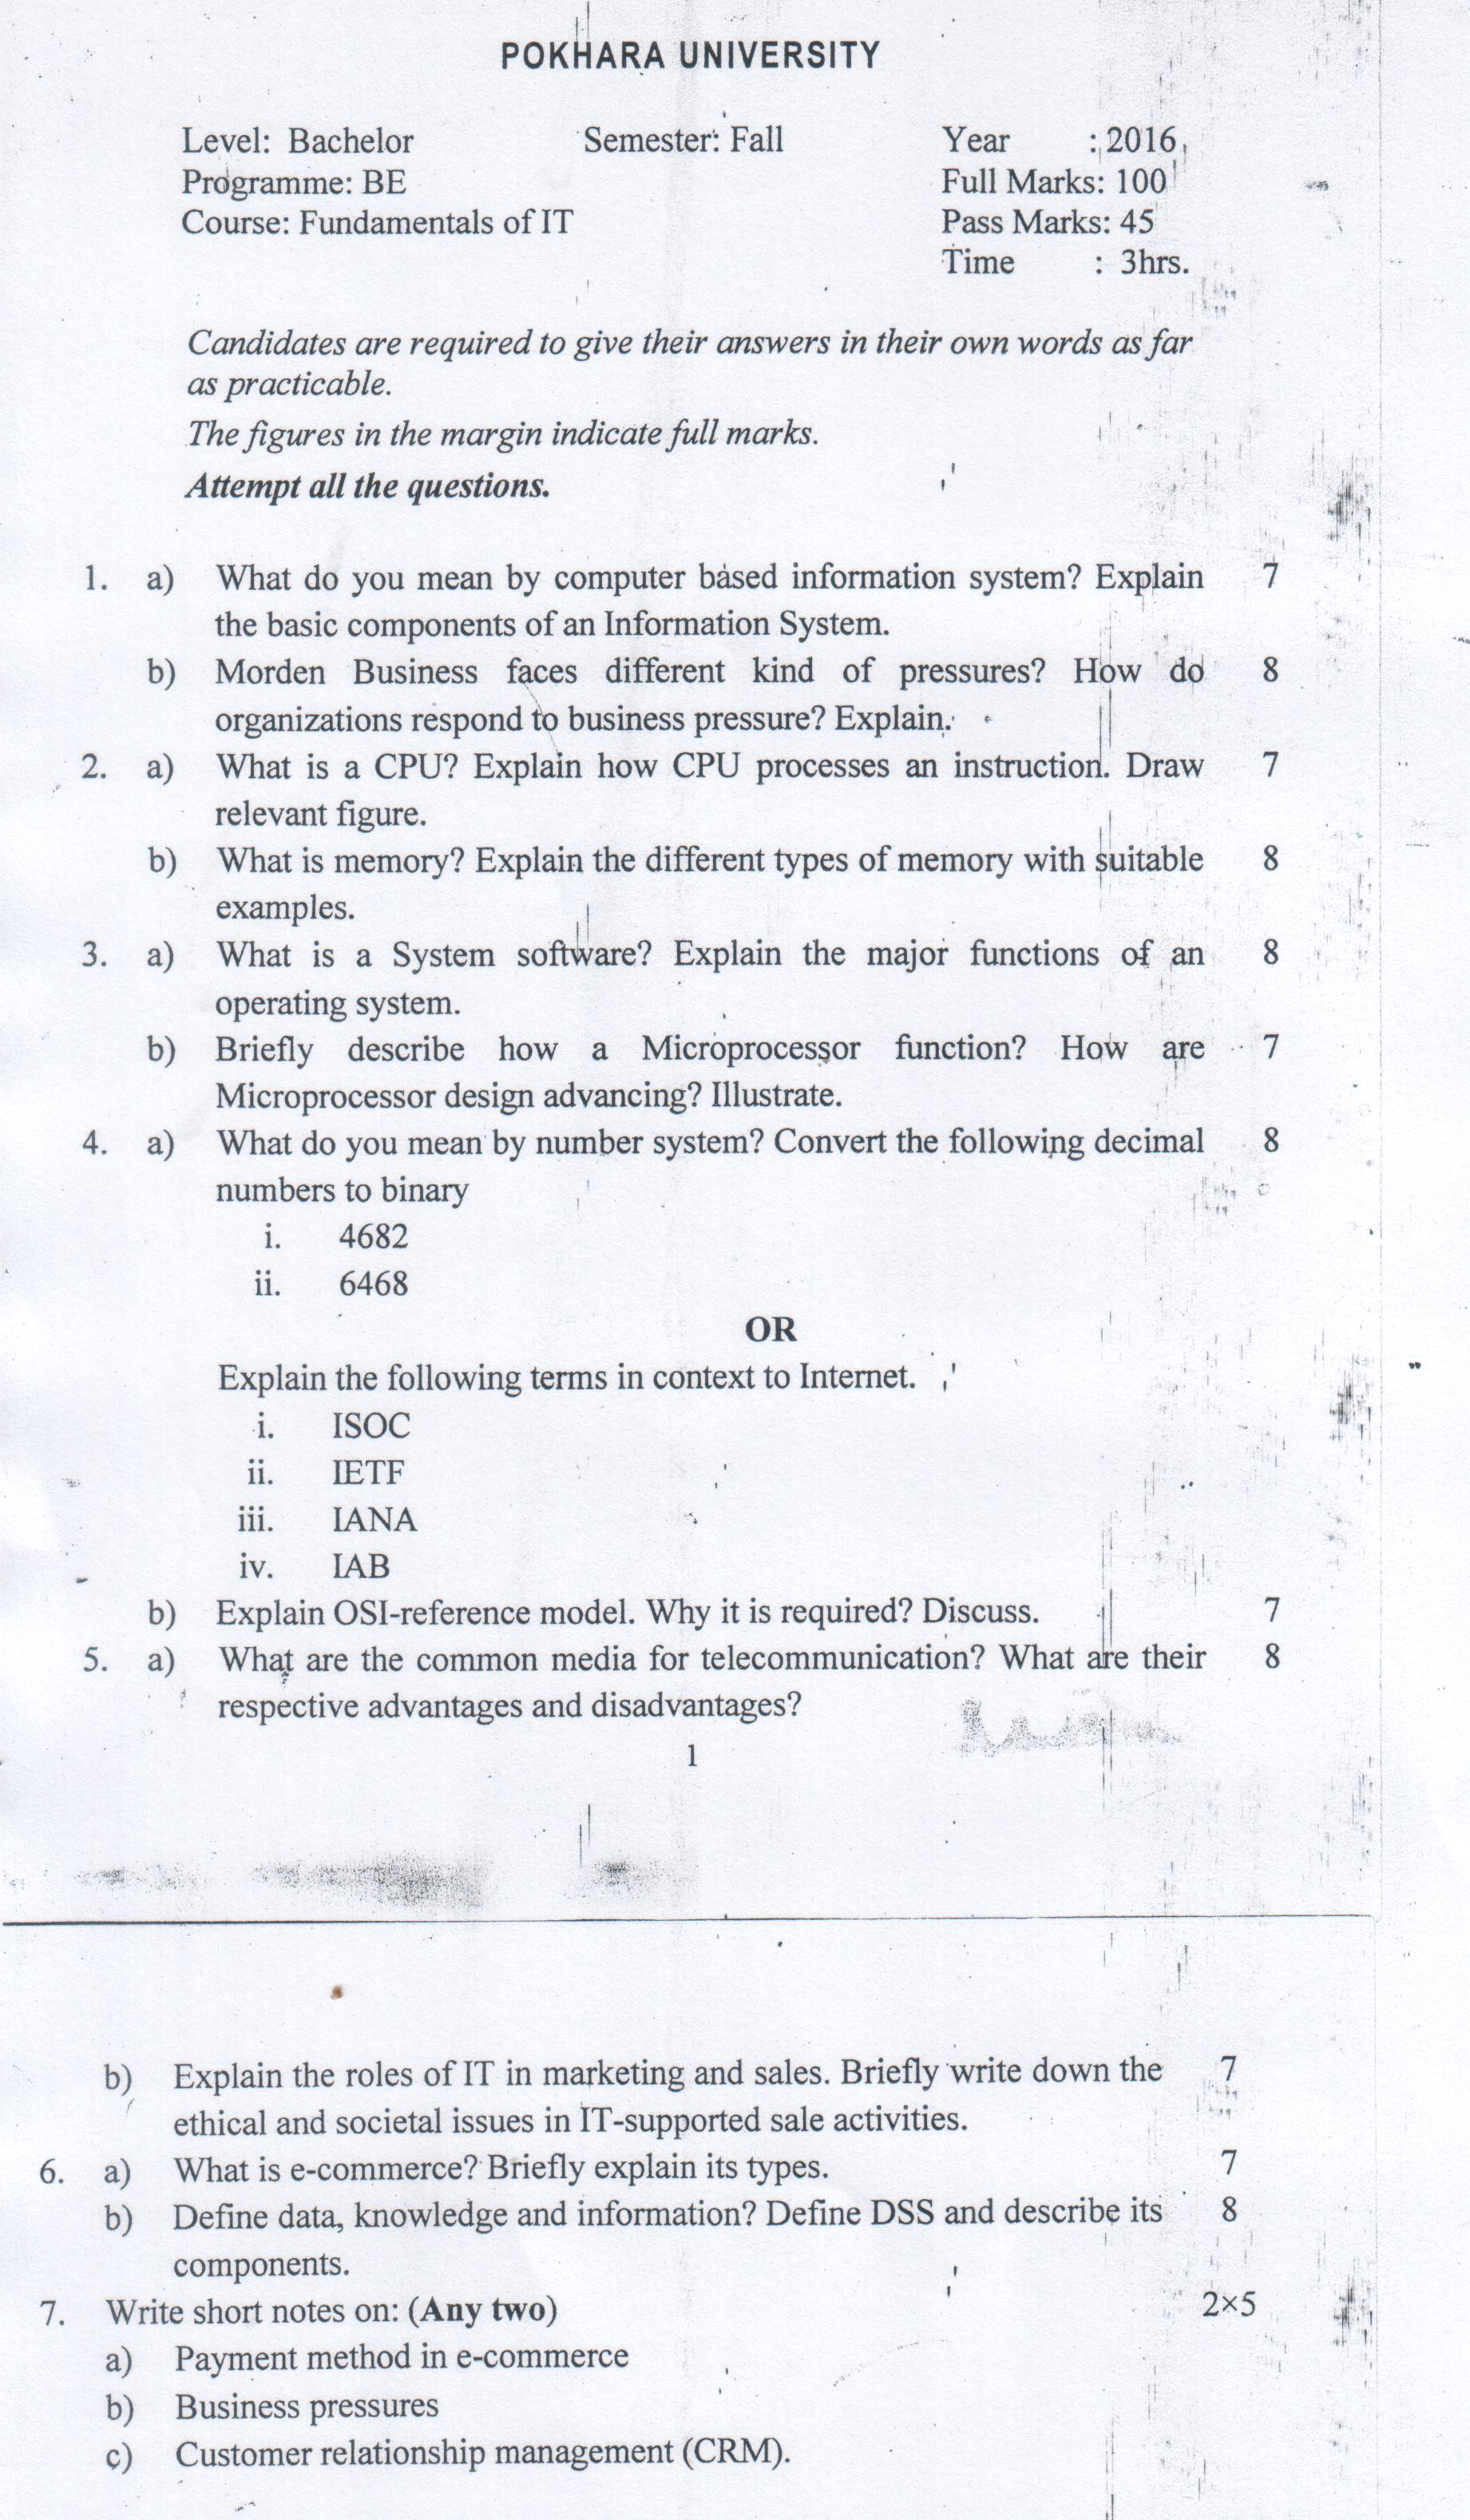 POKHARA UNIVERSITY
Level: Bachelor Semester: Fall Year : 2016
Programme: BE Full Marks: 100
Course: Fundamentals of IT Pass Marks: 45
Time : 3hrs.
Candidates are required to give their answers in their own words as far
as practicable.
The figures in the margin indicate full marks.
Attempt all the questions.
1. a) What do you mean by computer based information system? Explain 7
the basic components of an Information System.
b) Morden Business faces different kind of pressures? How do 8
organizations respond to business pressure? Explain.
2. a) What is a CPU? Explain how CPU processes an instruction. Draw 7
relevant figure.
b) What is memory? Explain the different types of memory with suitable 8
examples.
3. a) What is a System software? Explain the major functions of an 8
operating system.
b) Briefly describe how a Microprocessor function? How are 7
Microprocessor design advancing? Illustrate.
4. a) What do you mean by number system? Convert the following decimal 8
numbers to binary
i. 4682
ii. 6468
OR
Explain the following terms in context to Internet.
i. ISOC
ii. IETF
iii. IANA
iv. IAB
b) Explain OSI-reference model. Why it is required? Discuss. 7
5. a) What are the common media for telecommunication? What are their 8
respective advantages and disadvantages?
1
b) Explain the roles of IT in marketing and sales. Briefly write down the 7
ethical and societal issues in IT-supported sale activities.
6. a) What is e-commerce? Briefly explain its types. 7
b) Define data, knowledge and information? Define DSS and describe its 8
components.
7. Write short notes on: (Any two) 2×5
a) Payment method in e-commerce
b) Business pressures
c) Customer relationship management (CRM).